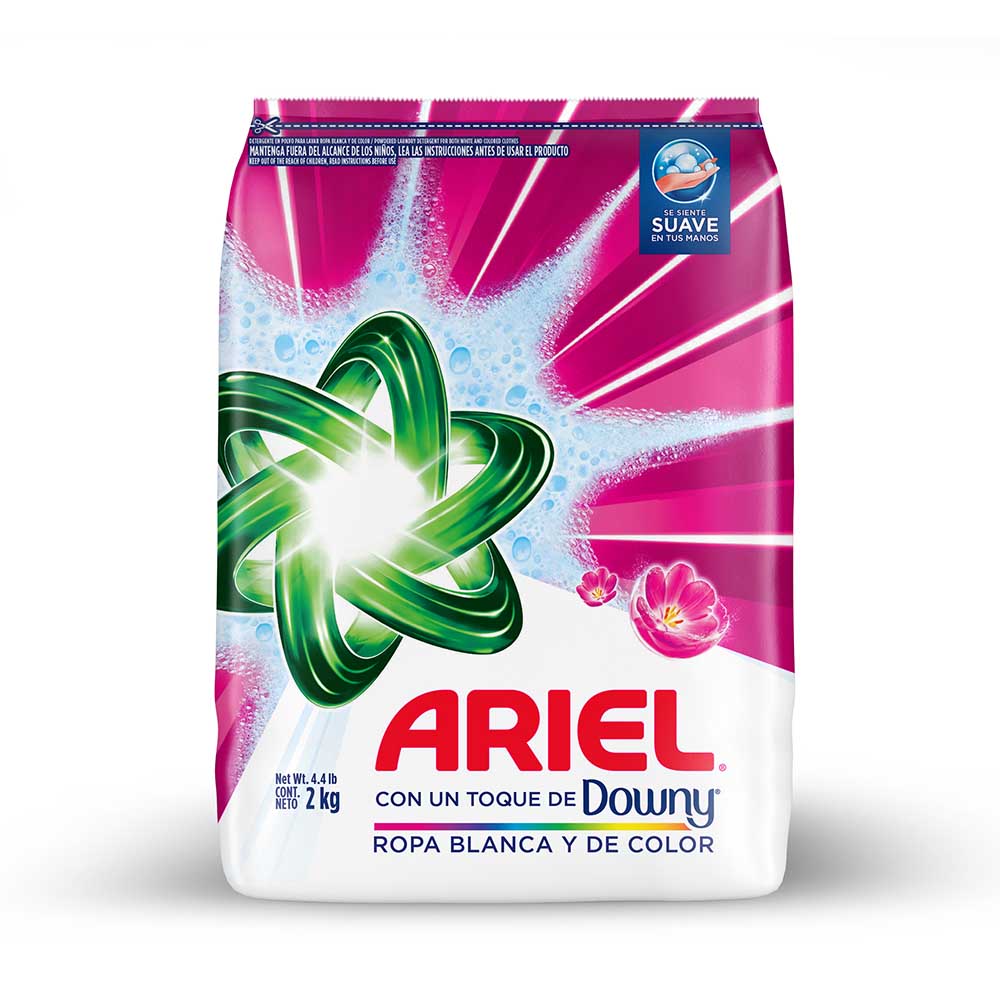 DETERGENTE EN POLVO PARA LAVAR ROPA BLANCA Y DE COLOR / POWDERED LAUNDRY DETERGENT FOR BOTH WHITE AND COLORED CLOTHES
MANTENGA FUERA DEL ALCANCE DE LOS NIÑOS, LEA LAS INSTRUCCIONES ANTES DE USAR EL PRODUCTO
KEEP OUT OF THE REACH OF CHILDREN, READ INSTRUCTIONS BEFORE USE
SE SIENTE
SUAVE
EN TUS MANOS
ARIEL®
Net Wt. 4.4 lb
CONT. NETO 2 kg
CON UN TOQUE DE Downy®
ROPA BLANCA Y DE COLOR